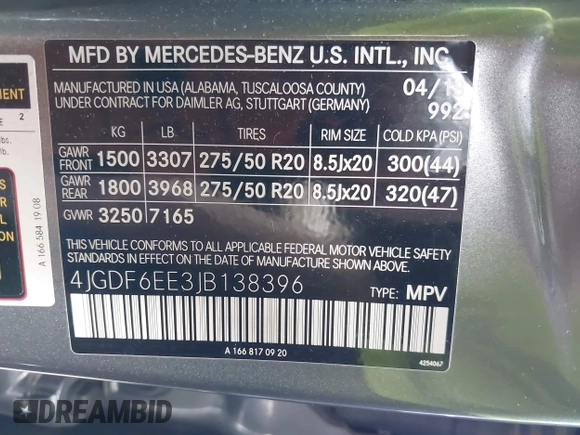 MFD BY MERCEDES-BENZ U.S. INTL., INC.
MANUFACTURED IN USA (ALABAMA, TUSCALOOSA COUNTY)
UNDER CONTRACT FOR DAIMLER AG, STUTTGART (GERMANY)
992
KG LB TIRES RIM SIZE COLD KPA (PSI)
GAWR FRONT 1500 3307 275/50 R20 8.5Jx20 300(44)
GAWR REAR 1800 3968 275/50 R20 8.5Jx20 320(47)
GVWR 3250 7165
THIS VEHICLE CONFORMS TO ALL APPLICABLE FEDERAL MOTOR VEHICLE SAFETY
STANDARDS IN EFFECT ON THE DATE OF MANUFACTURE SHOWN ABOVE.
4JGDF6EE3JB138396
TYPE: MPV
A 166 817 09 20
4254067
A 166 584 19 08
2
lbs.
DREAMBID